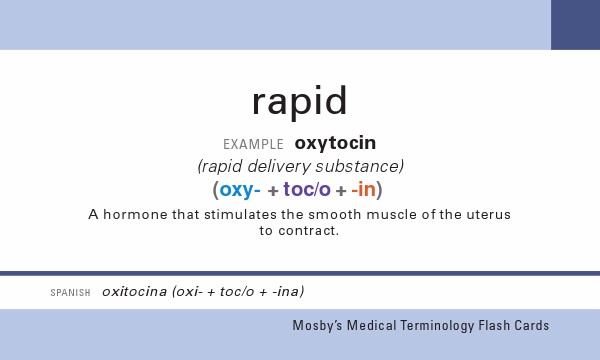 rapid
EXAMPLE oxytocin
(rapid delivery substance)
(oxy- + toc/o + -in)
A hormone that stimulates the smooth muscle of the uterus
to contract.
SPANISH oxitocina (oxi- + toc/o + -ina)
Mosby's Medical Terminology Flash Cards